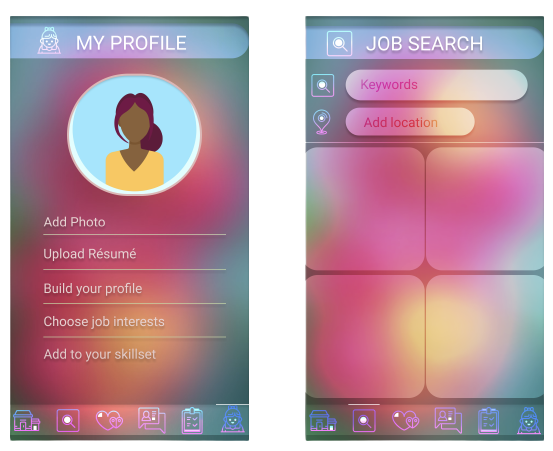 MY PROFILE
Add Photo
Upload Résumé
Build your profile
Choose job interests
Add to your skillset
JOB SEARCH
Keywords
Add location